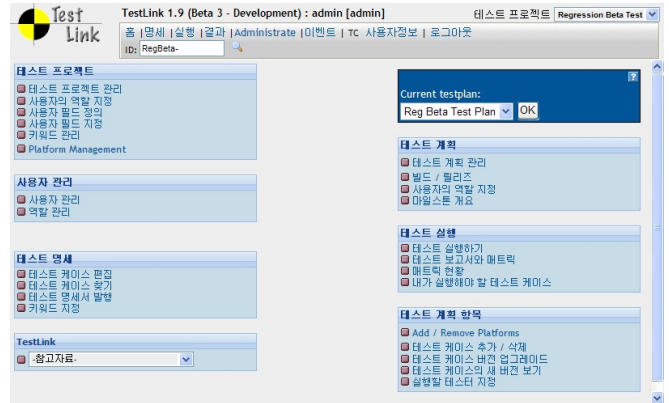 Test Link
TestLink 1.9 (Beta 3 - Development) : admin [admin]
테스트 프로젝트 Regression Beta Test
홈 | 명세 | 실행 | 결과 | Administrate | 이벤트 | TC 사용자정보 | 로그아웃
ID: RegBeta-
테스트 프로젝트
테스트 프로젝트 관리
사용자의 역할 지정
사용자 필드 정의
사용자 필드 지정
키워드 관리
Platform Management
사용자 관리
사용자 관리
역할 관리
테스트 명세
테스트 케이스 편집
테스트 케이스 찾기
테스트 명세서 발행
키워드 지정
TestLink
-참고자료-
?
Current testplan:
Reg Beta Test Plan OK
테스트 계획
테스트 계획 관리
빌드 / 릴리즈
사용자의 역할 지정
마일스톤 개요
테스트 실행
테스트 실행하기
테스트 보고서와 매트릭
매트릭 현황
내가 실행해야 할 테스트 케이스
테스트 계획 항목
Add / Remove Platforms
테스트 케이스 추가 / 삭제
테스트 케이스 버전 업그레이드
테스트 케이스의 새 버전 보기
실행할 테스터 지정